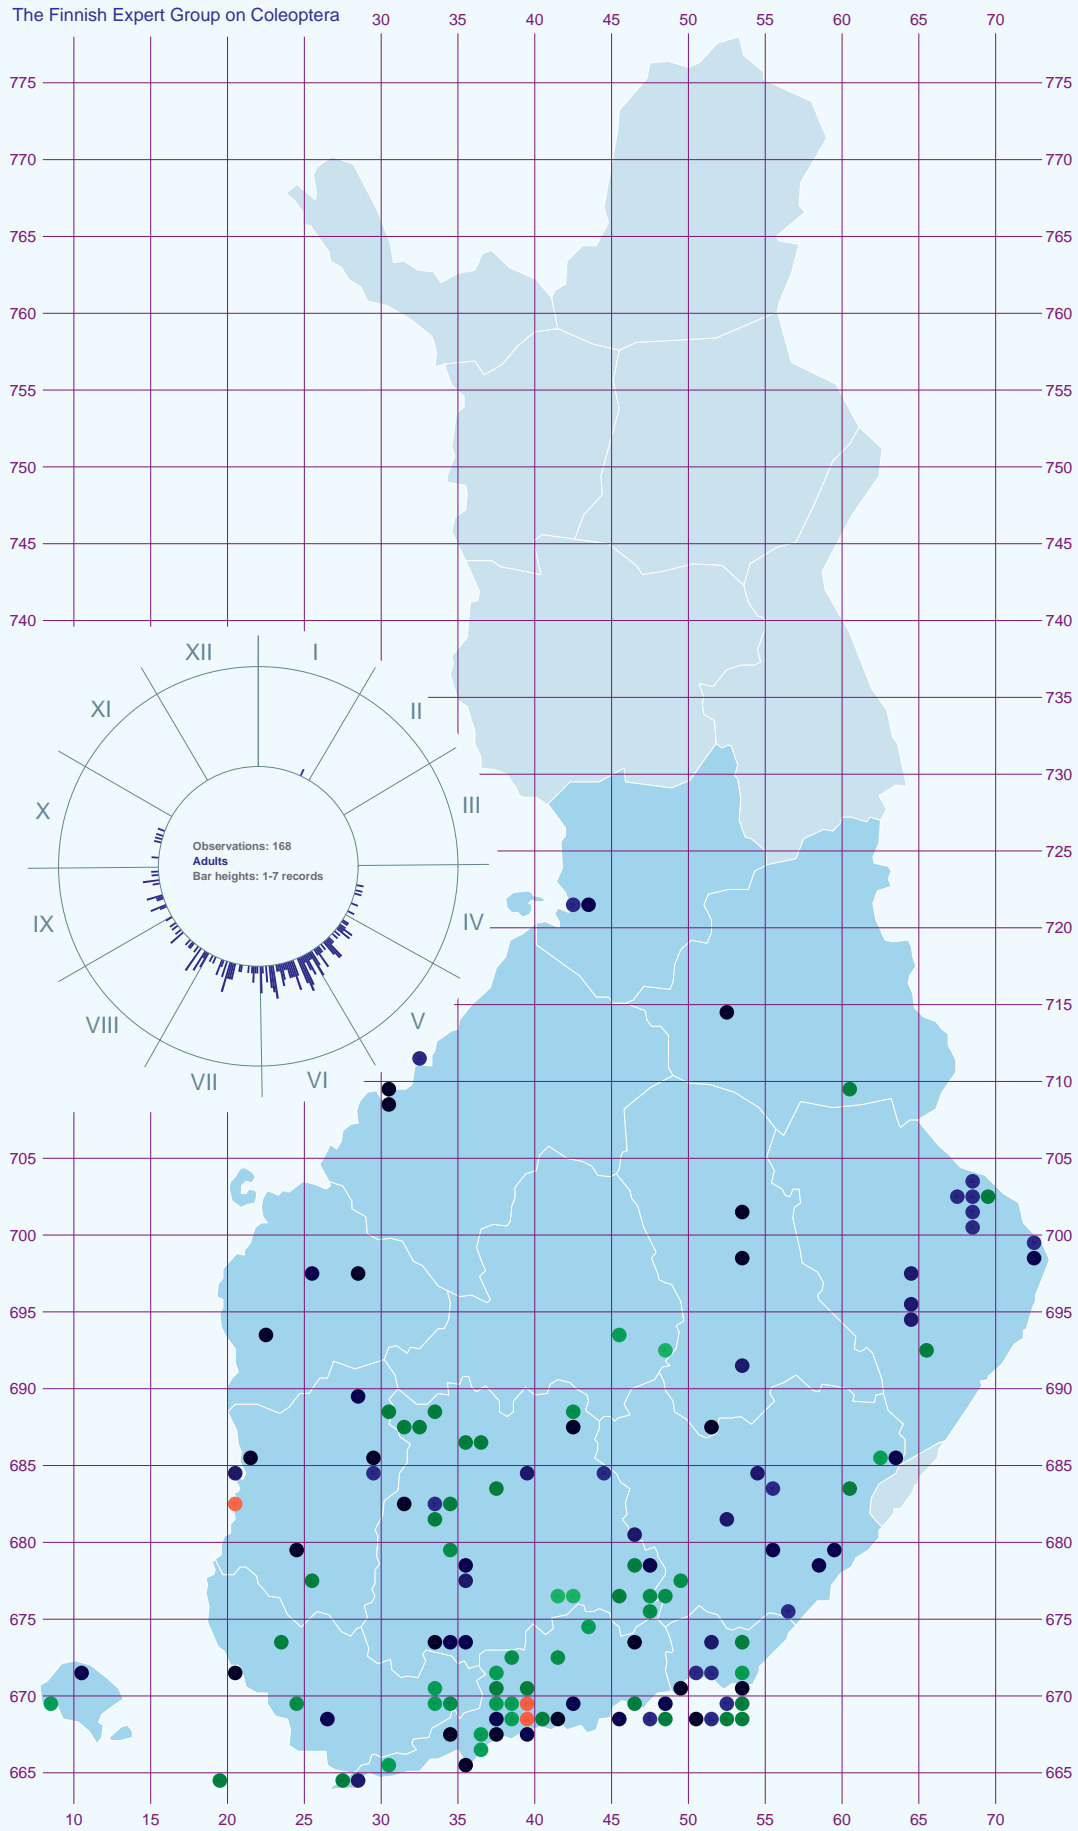 The Finnish Expert Group on Coleoptera
30 40 45 50 55 60 65 70
775 775
770 770
765 765
760 760
755 755
750 750
745 745
740 740
XII I
735
XI II
730
X III
Observations: 168
Adults
Bar heights: 1-7 records
725
IX IV
720
715
VIII V
VII VI
710
705 705
700 700
695 695
690 690
685 685
680 680
675 675
670 670
665 665
10 15 20 25 30 35 40 45 50 55 60 65 70